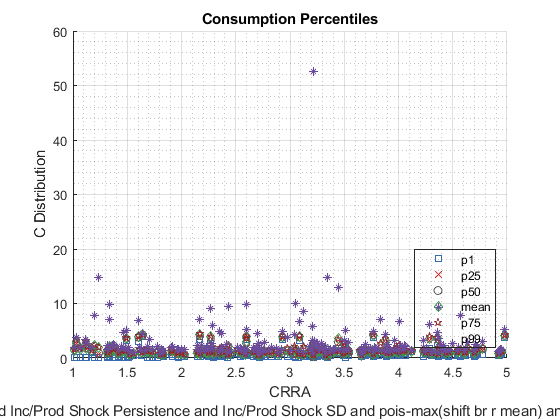 Consumption Percentiles
60
50
40
30
20
10
0
C Distribution
p1
p25
p50
mean
p75
p99
1
1.5
2
2.5
3
3.5
4
4.5
5
CRRA
d Inc/Prod Shock Persistence and Inc/Prod Shock SD and pois-max(shift br r mean) an